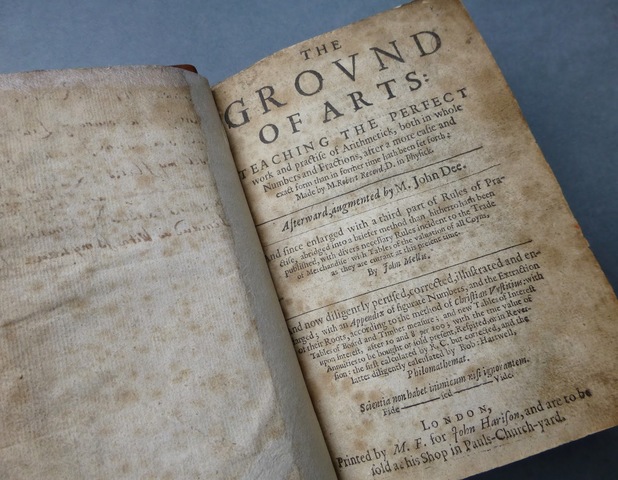 THE
GROVND
OF ARTS:
TEACHING THE PERFECT
work and practise of Arithmetick, both in whole
Numbers and Fractions, after a more easie and
exact form than in former time hath been set forth:
Made by M. Robert Record, D. in Physick.
Afterward, augmented by M. John Dee.
And since enlarged with a third part of Rules of Pra-
ctise, abridged into a briefer method than hitherto hath been
published, with divers necessary Rules incident to the Trade
of Merchandise: with Tables of the valuation of all Coyns,
as they are currant at this present time.
By John Mellis.
And now diligently perused, corrected, illustrated and en-
larged; with an Appendix of figurate Numbers, and the Extraction
of their Roots, according to the method of Christian Vrstitius: with
Tables of Board and Timber measure; and new Tables of Interest
upon Interest, after 10 and 8 per 100; with the true value of
Annuities to be bought or sold present, Respited, or in Rever-
sion: the first calculated by R. C. but corrected, and the
latter diligently calculated by Rob: Hartwell,
Philomathemat.
Scientia non habet inimicum nisi ignorantem.
Fide sed Vide.
LONDON,
Printed by M. F. for John Harison, and are to be
sold at his Shop in Pauls-Church-yard.